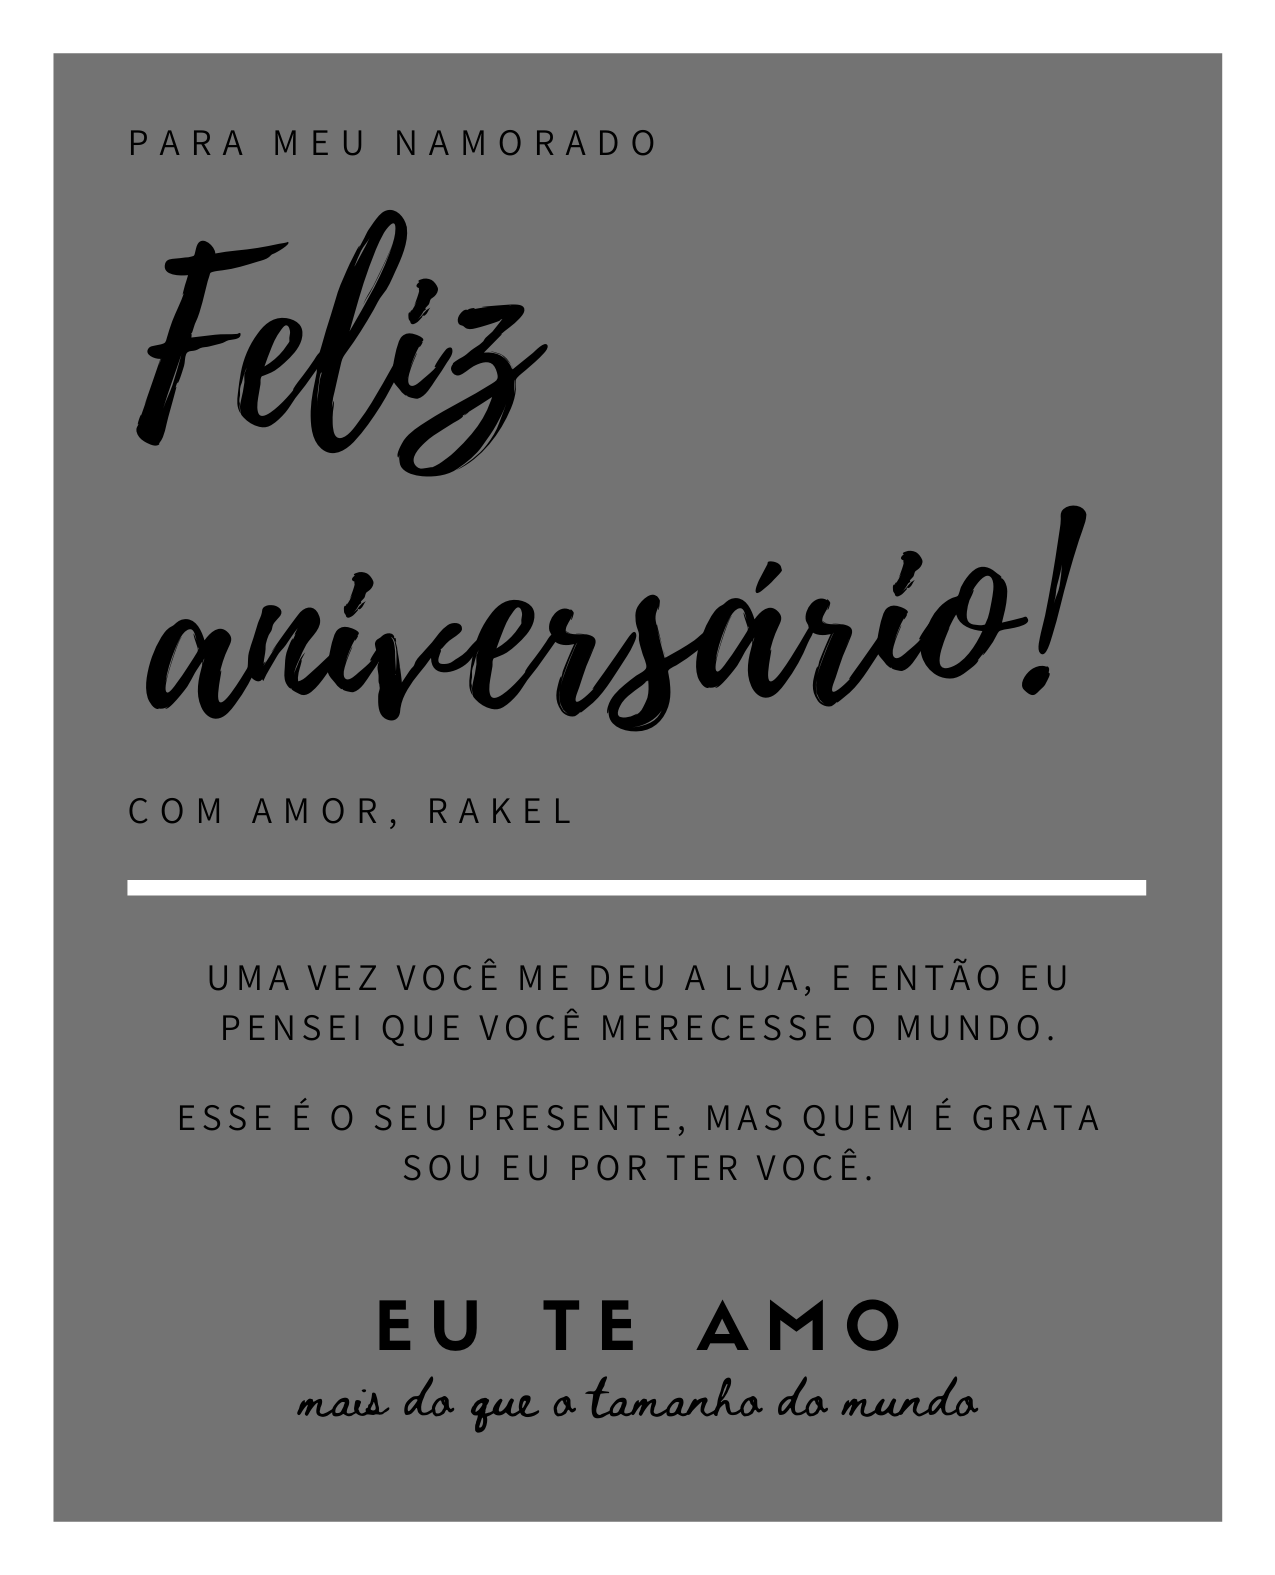 PARA MEU NAMORADO
Feliz
aniversário!
COM AMOR, RAKEL
UMA VEZ VOCÊ ME DEU A LUA, E ENTÃO EU
PENSEI QUE VOCÊ MERECESSE O MUNDO.
ESSE É O SEU PRESENTE, MAS QUEM É GRATA
SOU EU POR TER VOCÊ.
EU TE AMO
mais do que o tamanho do mundo